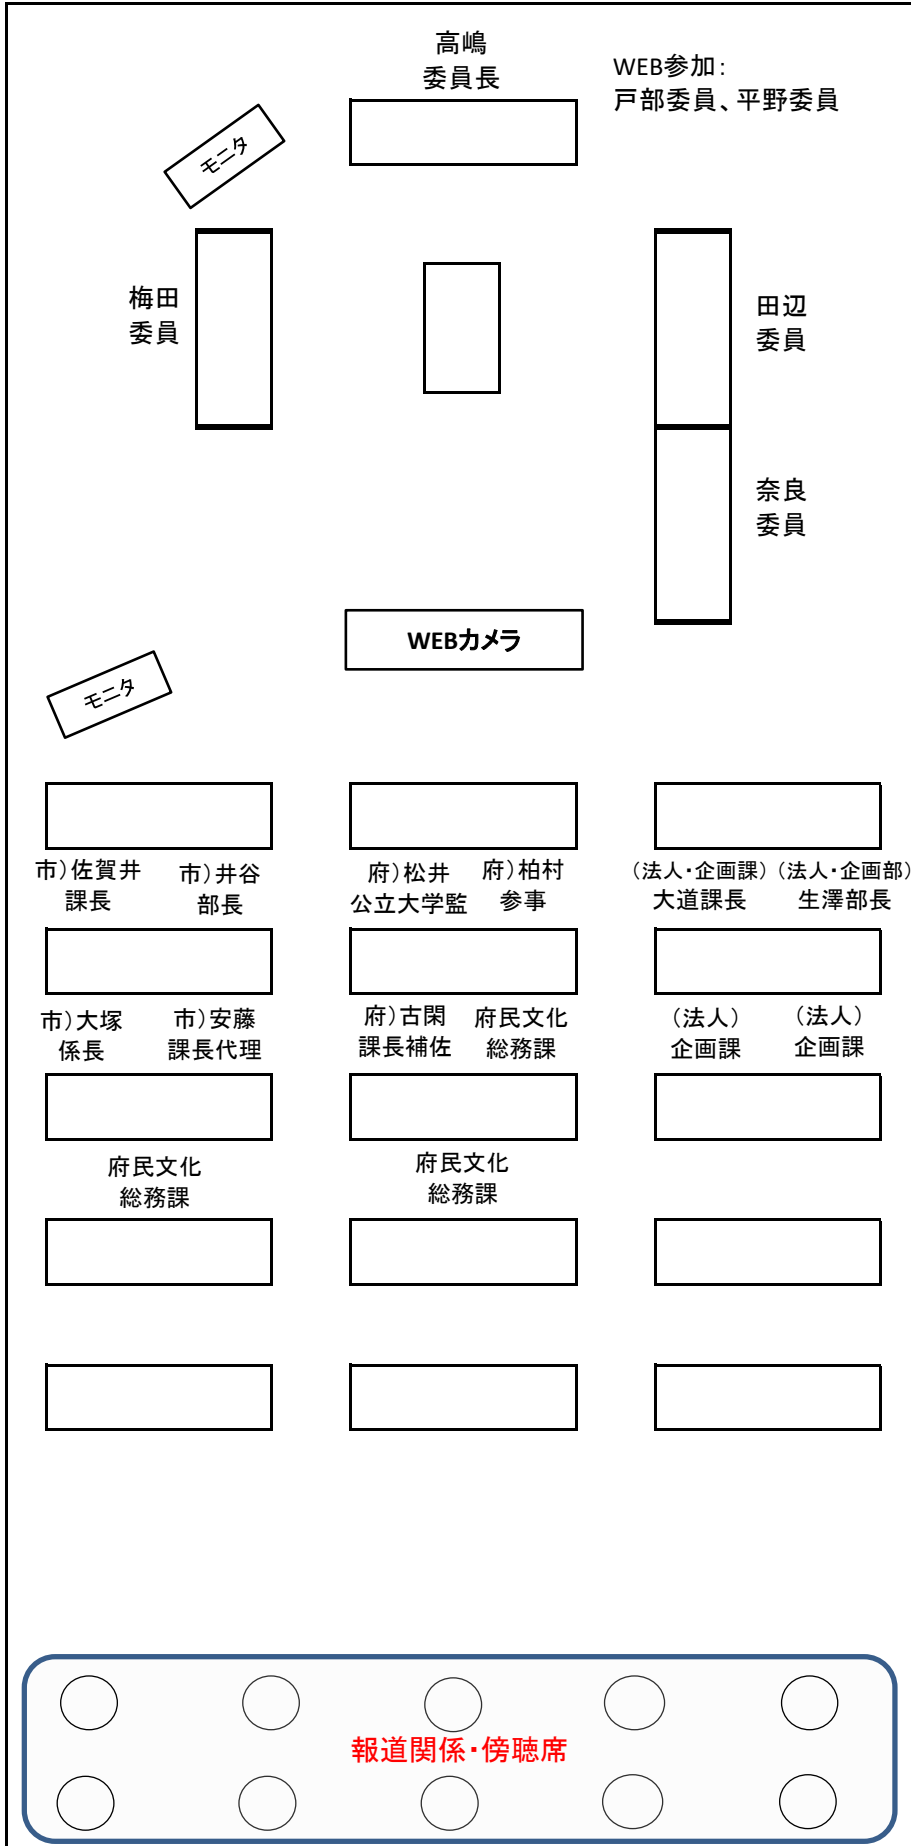 高嶋
委員長
WEB参加：
戸部委員、平野委員
モニタ
梅田
委員
田辺
委員
奈良
委員
WEBカメラ
モニタ
市）佐賀井
課長
市）井谷
部長
府）松井
公立大学監
府）柏村
参事
（法人・企画課）
大道課長
（法人・企画部）
生澤部長
市）大塚
係長
市）安藤
課長代理
府）古閑
課長補佐
府民文化
総務課
（法人）
企画課
（法人）
企画課
府民文化
総務課
府民文化
総務課
報道関係・傍聴席